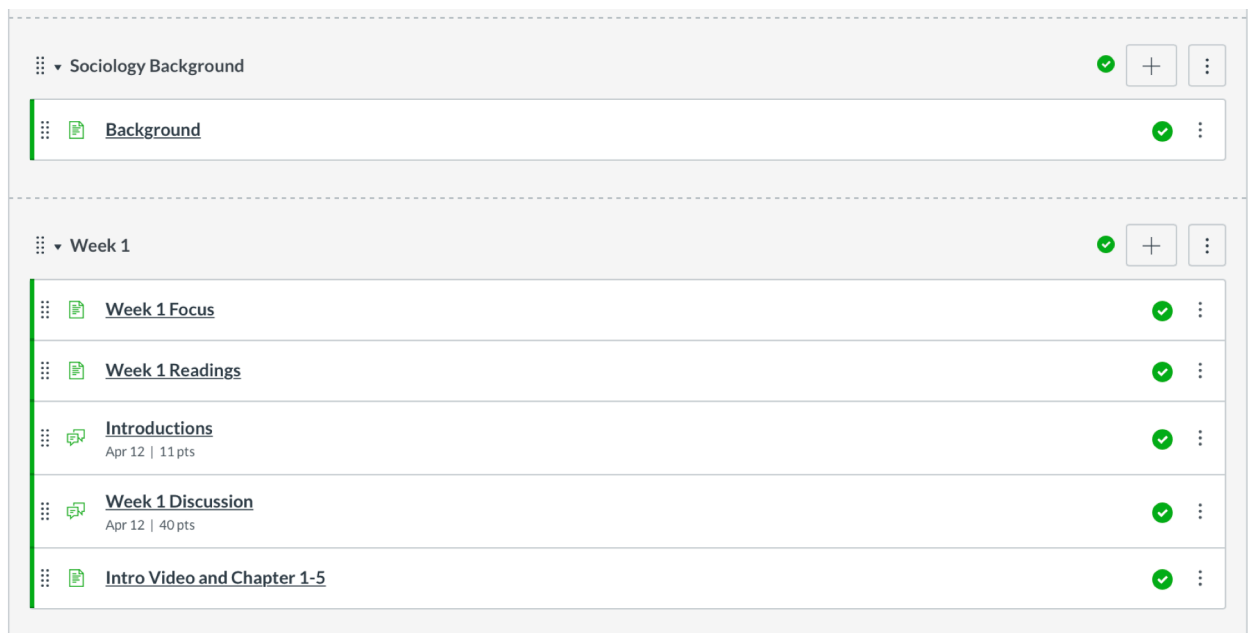 Sociology Background
Background
Week 1
Week 1 Focus
Week 1 Readings
Introductions
Apr 12 | 11 pts
Week 1 Discussion
Apr 12 | 40 pts
Intro Video and Chapter 1-5